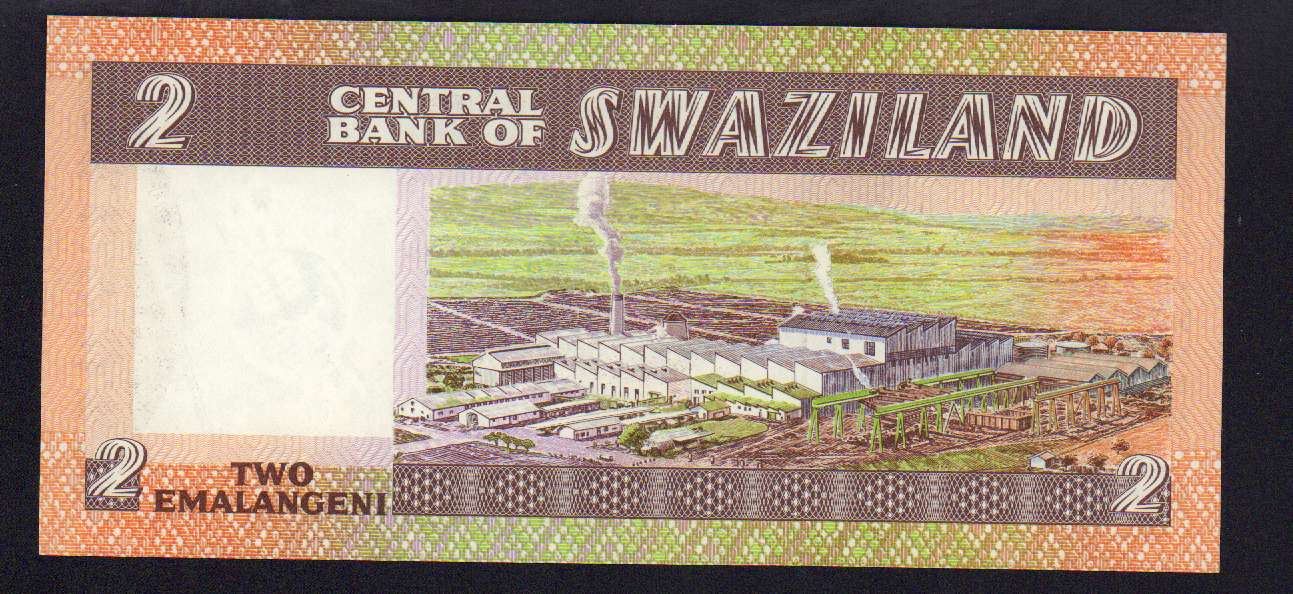 2
CENTRAL
BANK OF
SWAZILAND
2
TWO
EMALANGENI
2